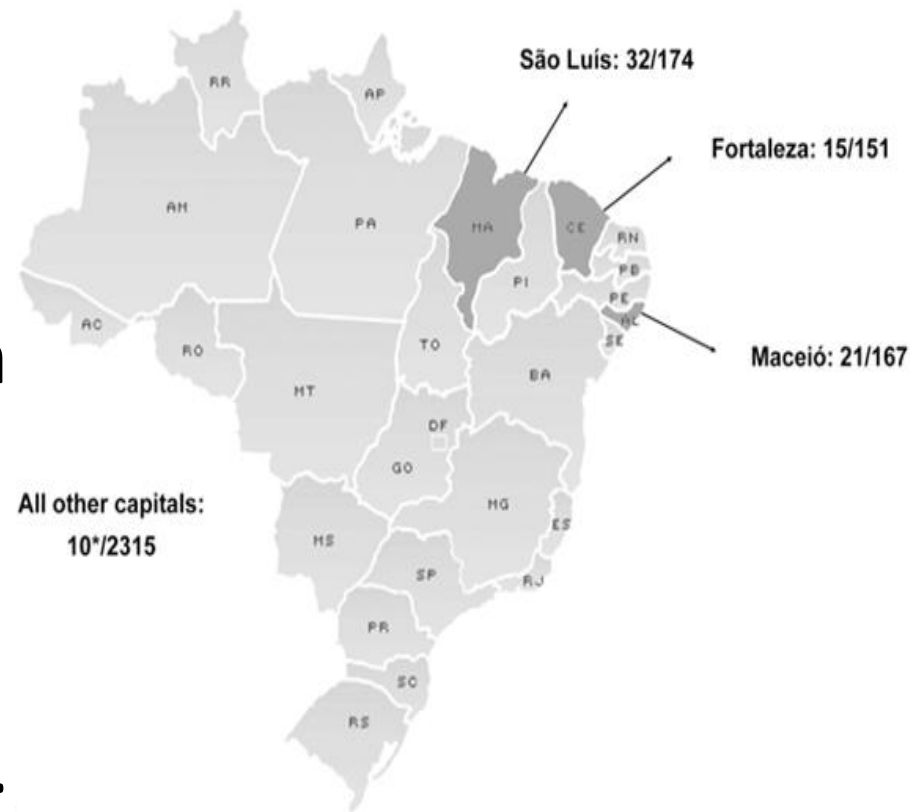 São Luís: 32/174
RR
AP
Fortaleza: 15/151
AM
PA
MA
CE
RN
PI
PB
PE
AC
AL
SE
RO
TO
Maceió: 21/167
MT
BA
DF
GO
All other capitals:
10*/2315
MG
ES
MS
SP
RJ
PR
SC
RS